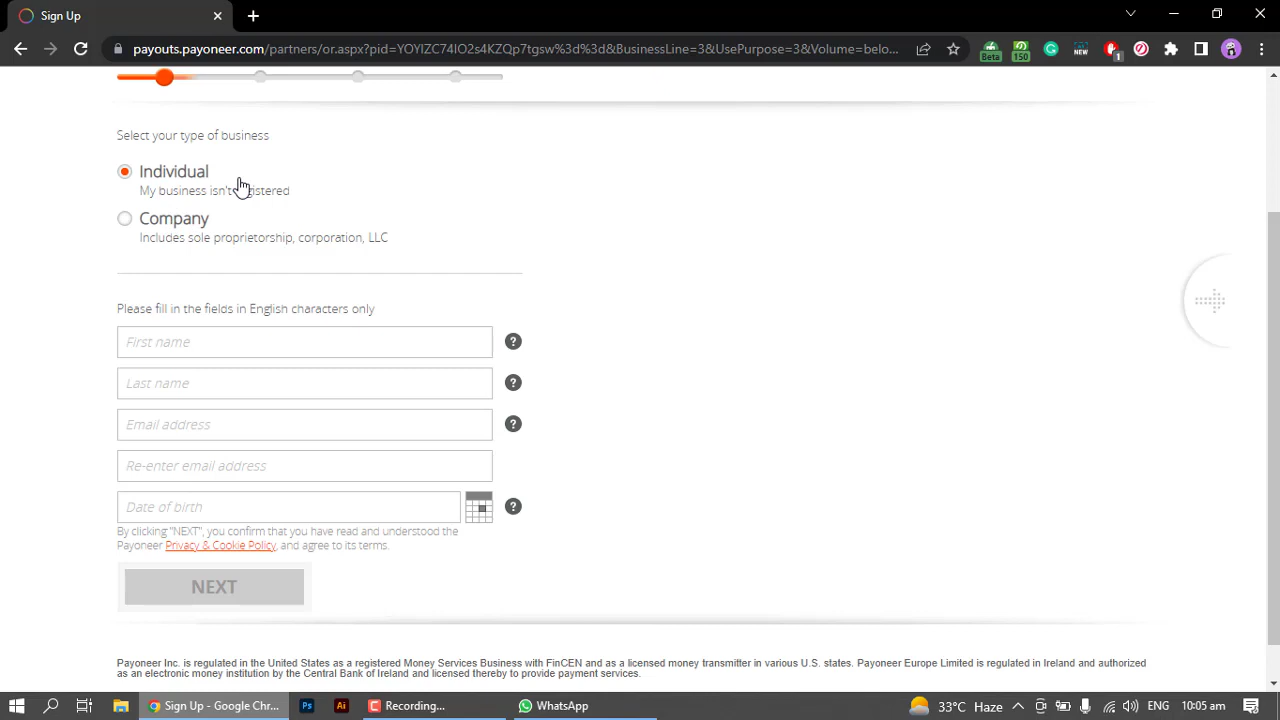 Sign Up
payouts.payoneer.com/partners/or.aspx?pid=YOYIZC74IO2s4KZQp7tgsw%3d%3d&BusinessLine=3&UsePurpose=3&Volume=belo...
Beta
150
NEW
1
Select your type of business
Individual
My business isn't registered
Company
Includes sole proprietorship, corporation, LLC
Please fill in the fields in English characters only
First name
?
Last name
?
Email address
?
Re-enter email address
Date of birth
?
By clicking "NEXT", you confirm that you have read and understood the
Payoneer Privacy & Cookie Policy, and agree to its terms.
NEXT
Payoneer Inc. is regulated in the United States as a registered Money Services Business with FinCEN and as a licensed money transmitter in various U.S. states. Payoneer Europe Limited is regulated in Ireland and authorized
as an electronic money institution by the Central Bank of Ireland and licensed thereby to provide payment services.
Sign Up - Google Chr...
Ps
Ai
Recording...
WhatsApp
33°C Haze
ENG
10:05 am